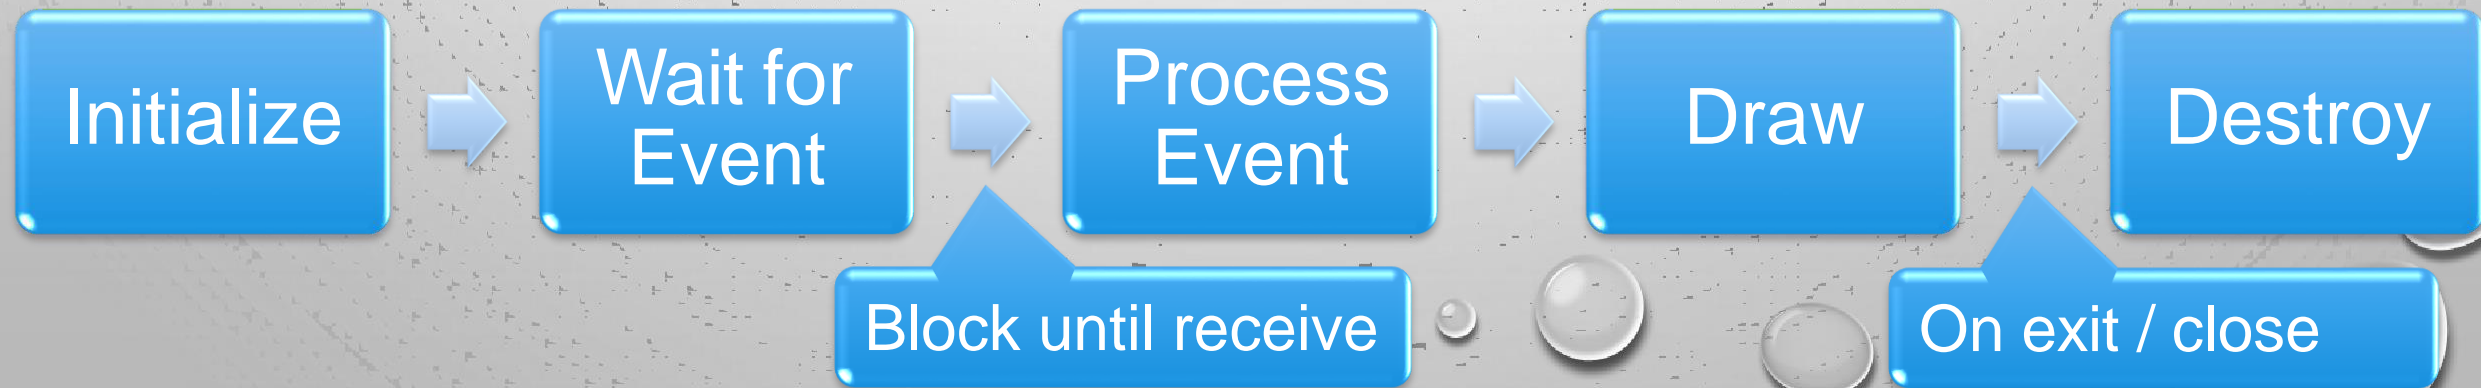 Initialize
Wait for
Event
Process
Event
Draw
Destroy
Block until receive
On exit / close